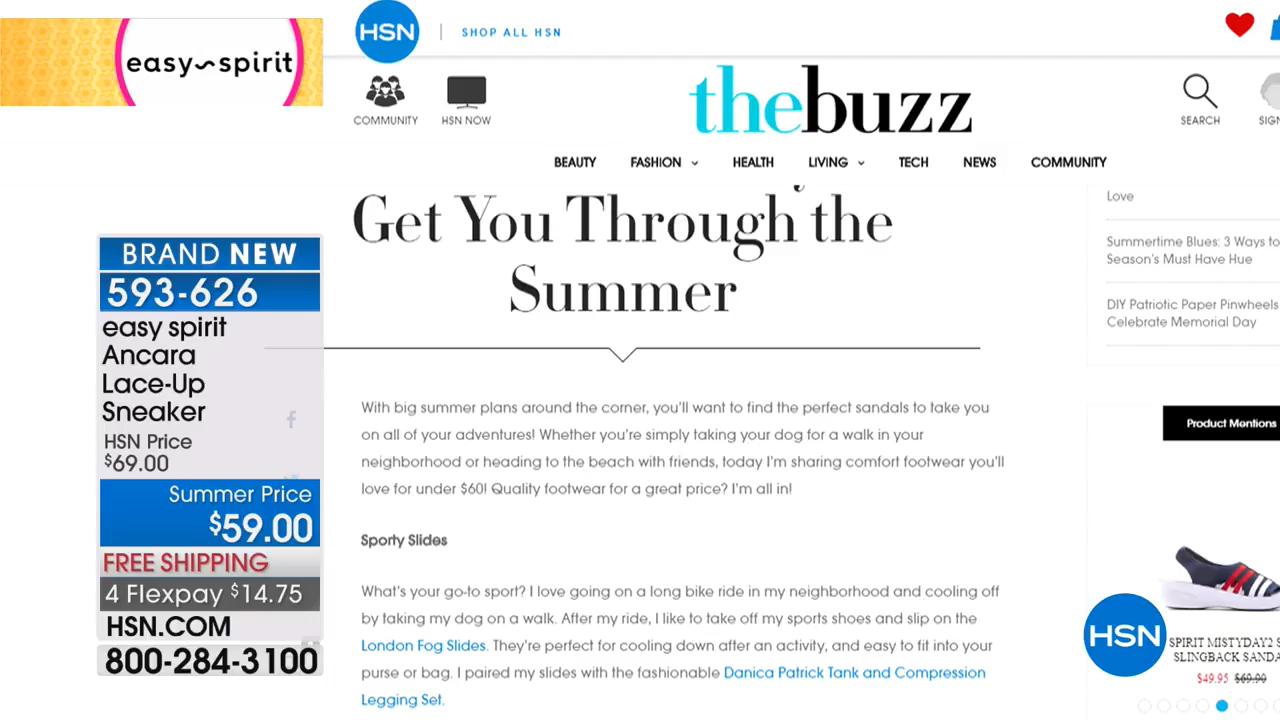 easy~spirit
HSN
SHOP ALL HSN
COMMUNITY
HSN NOW
thebuzz
SEARCH
BEAUTY
FASHION
HEALTH
LIVING
TECH
NEWS
COMMUNITY
Get You Through the
Summer
BRAND NEW
593-626
easy spirit
Ancara
Lace-Up
Sneaker
HSN Price
$69.00
Summer Price
$59.00
FREE SHIPPING
4 Flexpay $14.75
HSN.COM
800-284-3100
With big summer plans around the corner, you'll want to find the perfect sandals to take you
on all of your adventures! Whether you're simply taking your dog for a walk in your
neighborhood or heading to the beach with friends, today I'm sharing comfort footwear you'll
love for under $60! Quality footwear for a great price? I'm all in!
Sporty Slides
What's your go-to sport? I love going on a long bike ride in my neighborhood and cooling off
by taking my dog on a walk. After my ride, I like to take off my sports shoes and slip on the
London Fog Slides. They're perfect for cooling down after an activity, and easy to fit into your
purse or bag. I paired my slides with the fashionable Danica Patrick Tank and Compression
Legging Set.
Love
Summertime Blues: 3 Ways to
Season's Must Have Hue
DIY Patriotic Paper Pinwheels
Celebrate Memorial Day
Product Mentions
HSN
SPIRIT MISTYDAY2 S
SLINGBACK SANDA
$49.95 $69.90